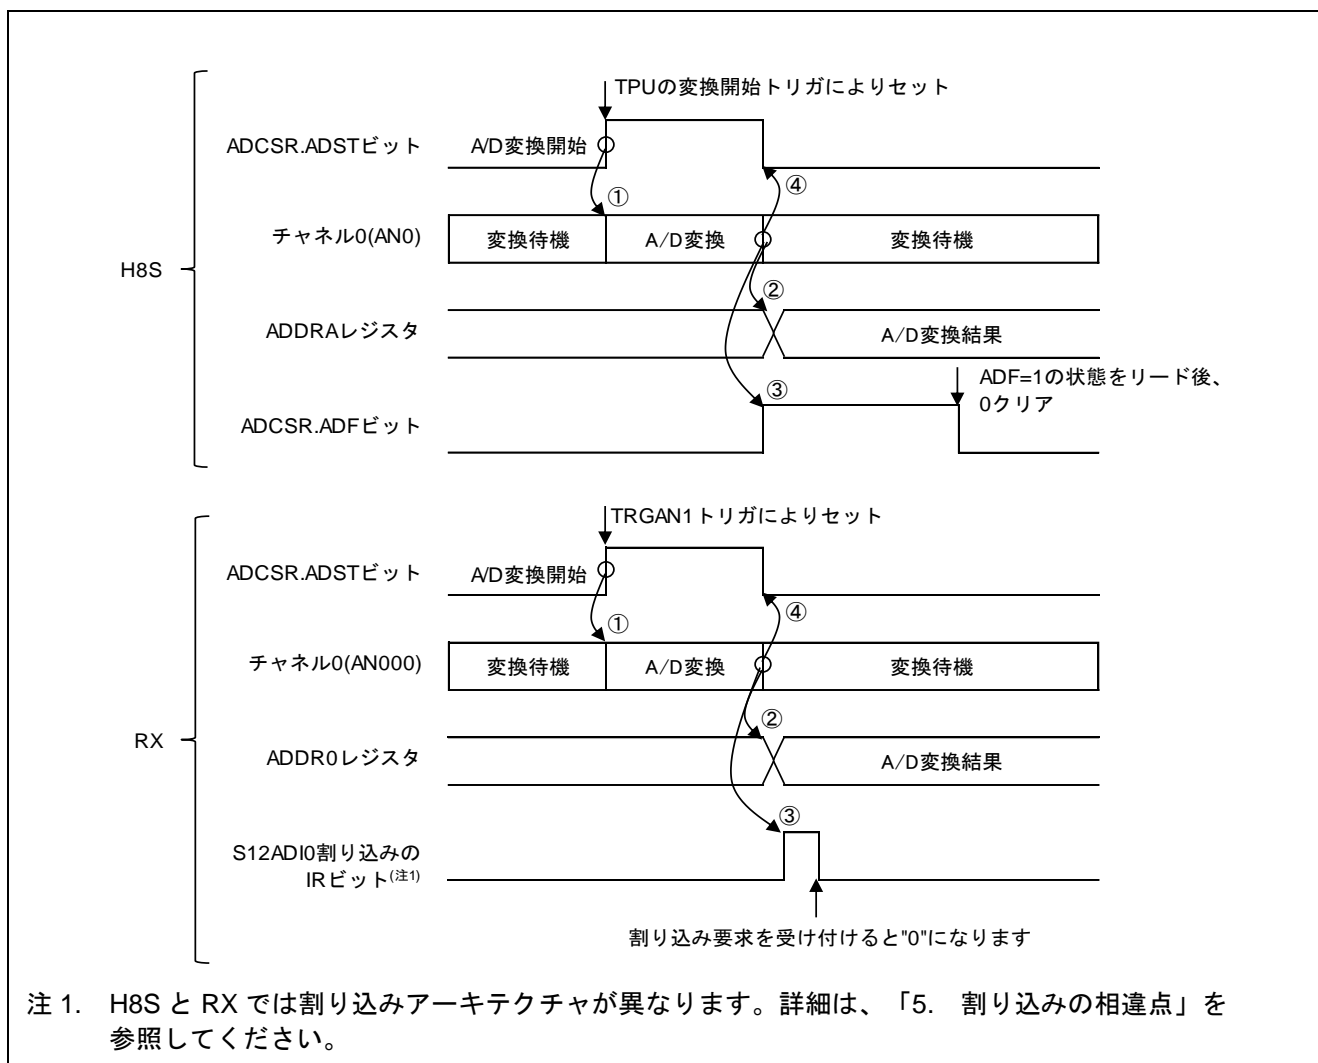 TPUの変換開始トリガによりセット
ADCSR.ADSTビット
A/D変換開始
①
④
チャネル0(AN0)
変換待機
A/D変換
変換待機
H8S
②
ADDRAレジスタ
A/D変換結果
ADF=1の状態をリード後、
0クリア
③
ADCSR.ADFビット
TRGAN1トリガによりセット
ADCSR.ADSTビット
A/D変換開始
①
④
チャネル0(AN000)
変換待機
A/D変換
変換待機
RX
②
ADDR0レジスタ
A/D変換結果
③
S12ADI0割り込みの
IRビット(注1)
割り込み要求を受け付けると"0"になります
注 1. H8S と RX では割り込みアーキテクチャが異なります。詳細は、「5. 割り込みの相違点」を
参照してください。